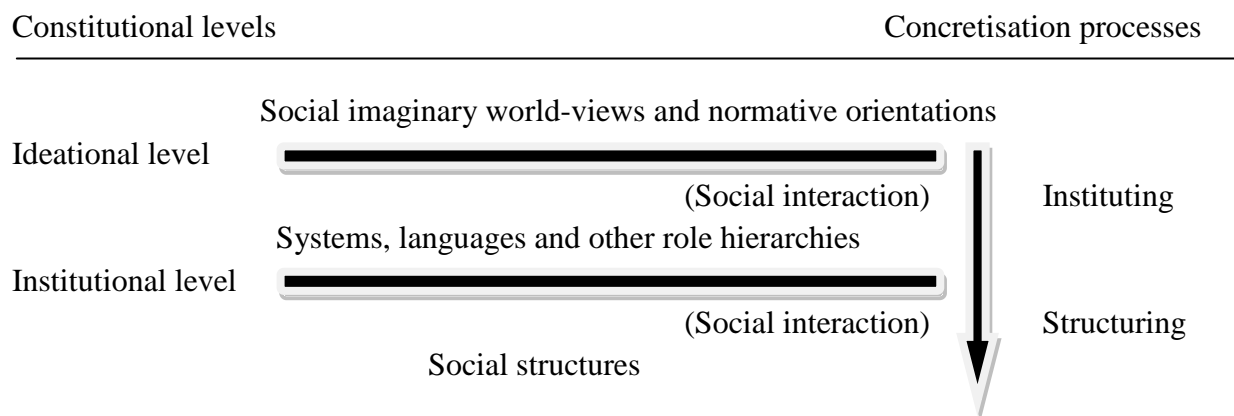 Constitutional levels Concretisation processes
Social imaginary world-views and normative orientations
Ideational level
(Social interaction) Instituting
Systems, languages and other role hierarchies
Institutional level
(Social interaction) Structuring
Social structures